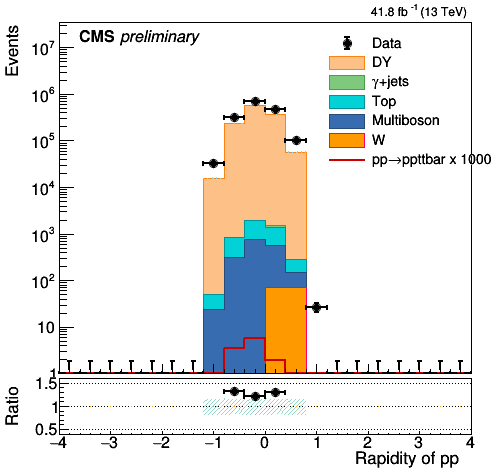 41.8 fb⁻¹ (13 TeV)
CMS preliminary
Events
10⁷
10⁶
10⁵
10⁴
10³
10²
10
1
Data
DY
γ+jets
Top
Multiboson
W
pp→ppttbar x 1000
Ratio
1.5
1
0.5
−4 −3 −2 −1 0 1 2 3 4
Rapidity of pp